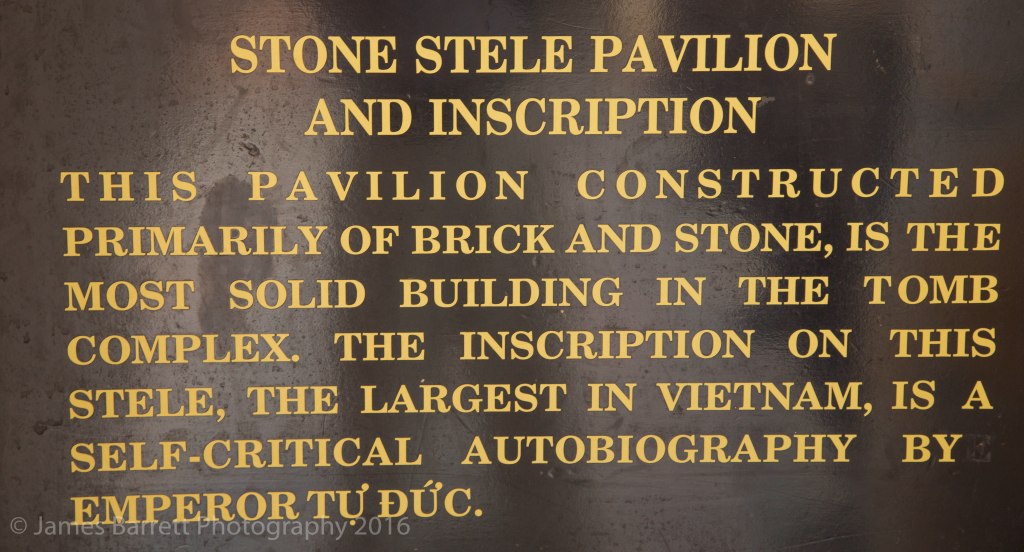 STONE STELE PAVILION
AND INSCRIPTION
THIS PAVILION CONSTRUCTED
PRIMARILY OF BRICK AND STONE, IS THE
MOST SOLID BUILDING IN THE TOMB
COMPLEX. THE INSCRIPTION ON THIS
STELE, THE LARGEST IN VIETNAM, IS A
SELF-CRITICAL AUTOBIOGRAPHY BY
EMPEROR TỰ ĐỨC.
© James Barrett Photography 2016